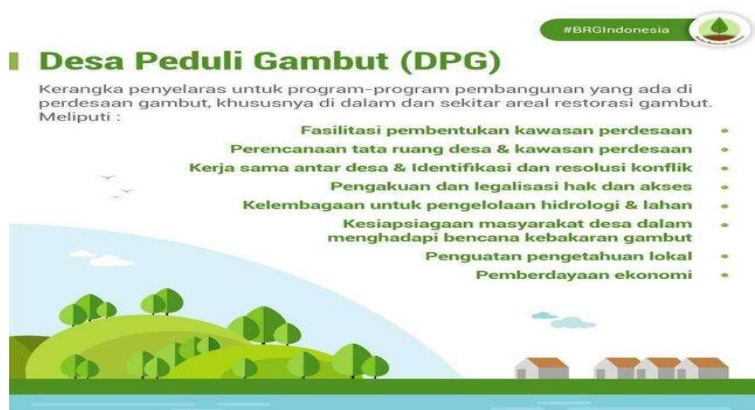 #BRGIndonesia
Desa Peduli Gambut (DPG)
Kerangka penyelaras untuk program-program pembangunan yang ada di
perdesaan gambut, khususnya di dalam dan sekitar areal restorasi gambut.
Meliputi :
Fasilitasi pembentukan kawasan perdesaan •
Perencanaan tata ruang desa & kawasan perdesaan •
Kerja sama antar desa & Identifikasi dan resolusi konflik •
Pengakuan dan legalisasi hak dan akses •
Kelembagaan untuk pengelolaan hidrologi & lahan •
Kesiapsiagaan masyarakat desa dalam •
menghadapi bencana kebakaran gambut
Penguatan pengetahuan lokal •
Pemberdayaan ekonomi •